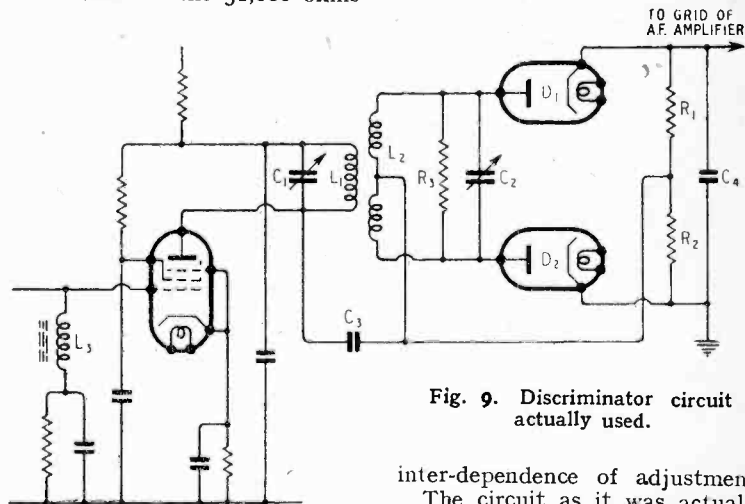 ohms
TO GRID OF
A.F. AMPLIFIER
D₁
R₁
C₁
L₁
L₂
R₃
C₂
C₄
R₂
D₂
L₃
C₃
Fig. 9. Discriminator circuit
actually used.
inter-dependence of adjustmen
The circuit as it was actual